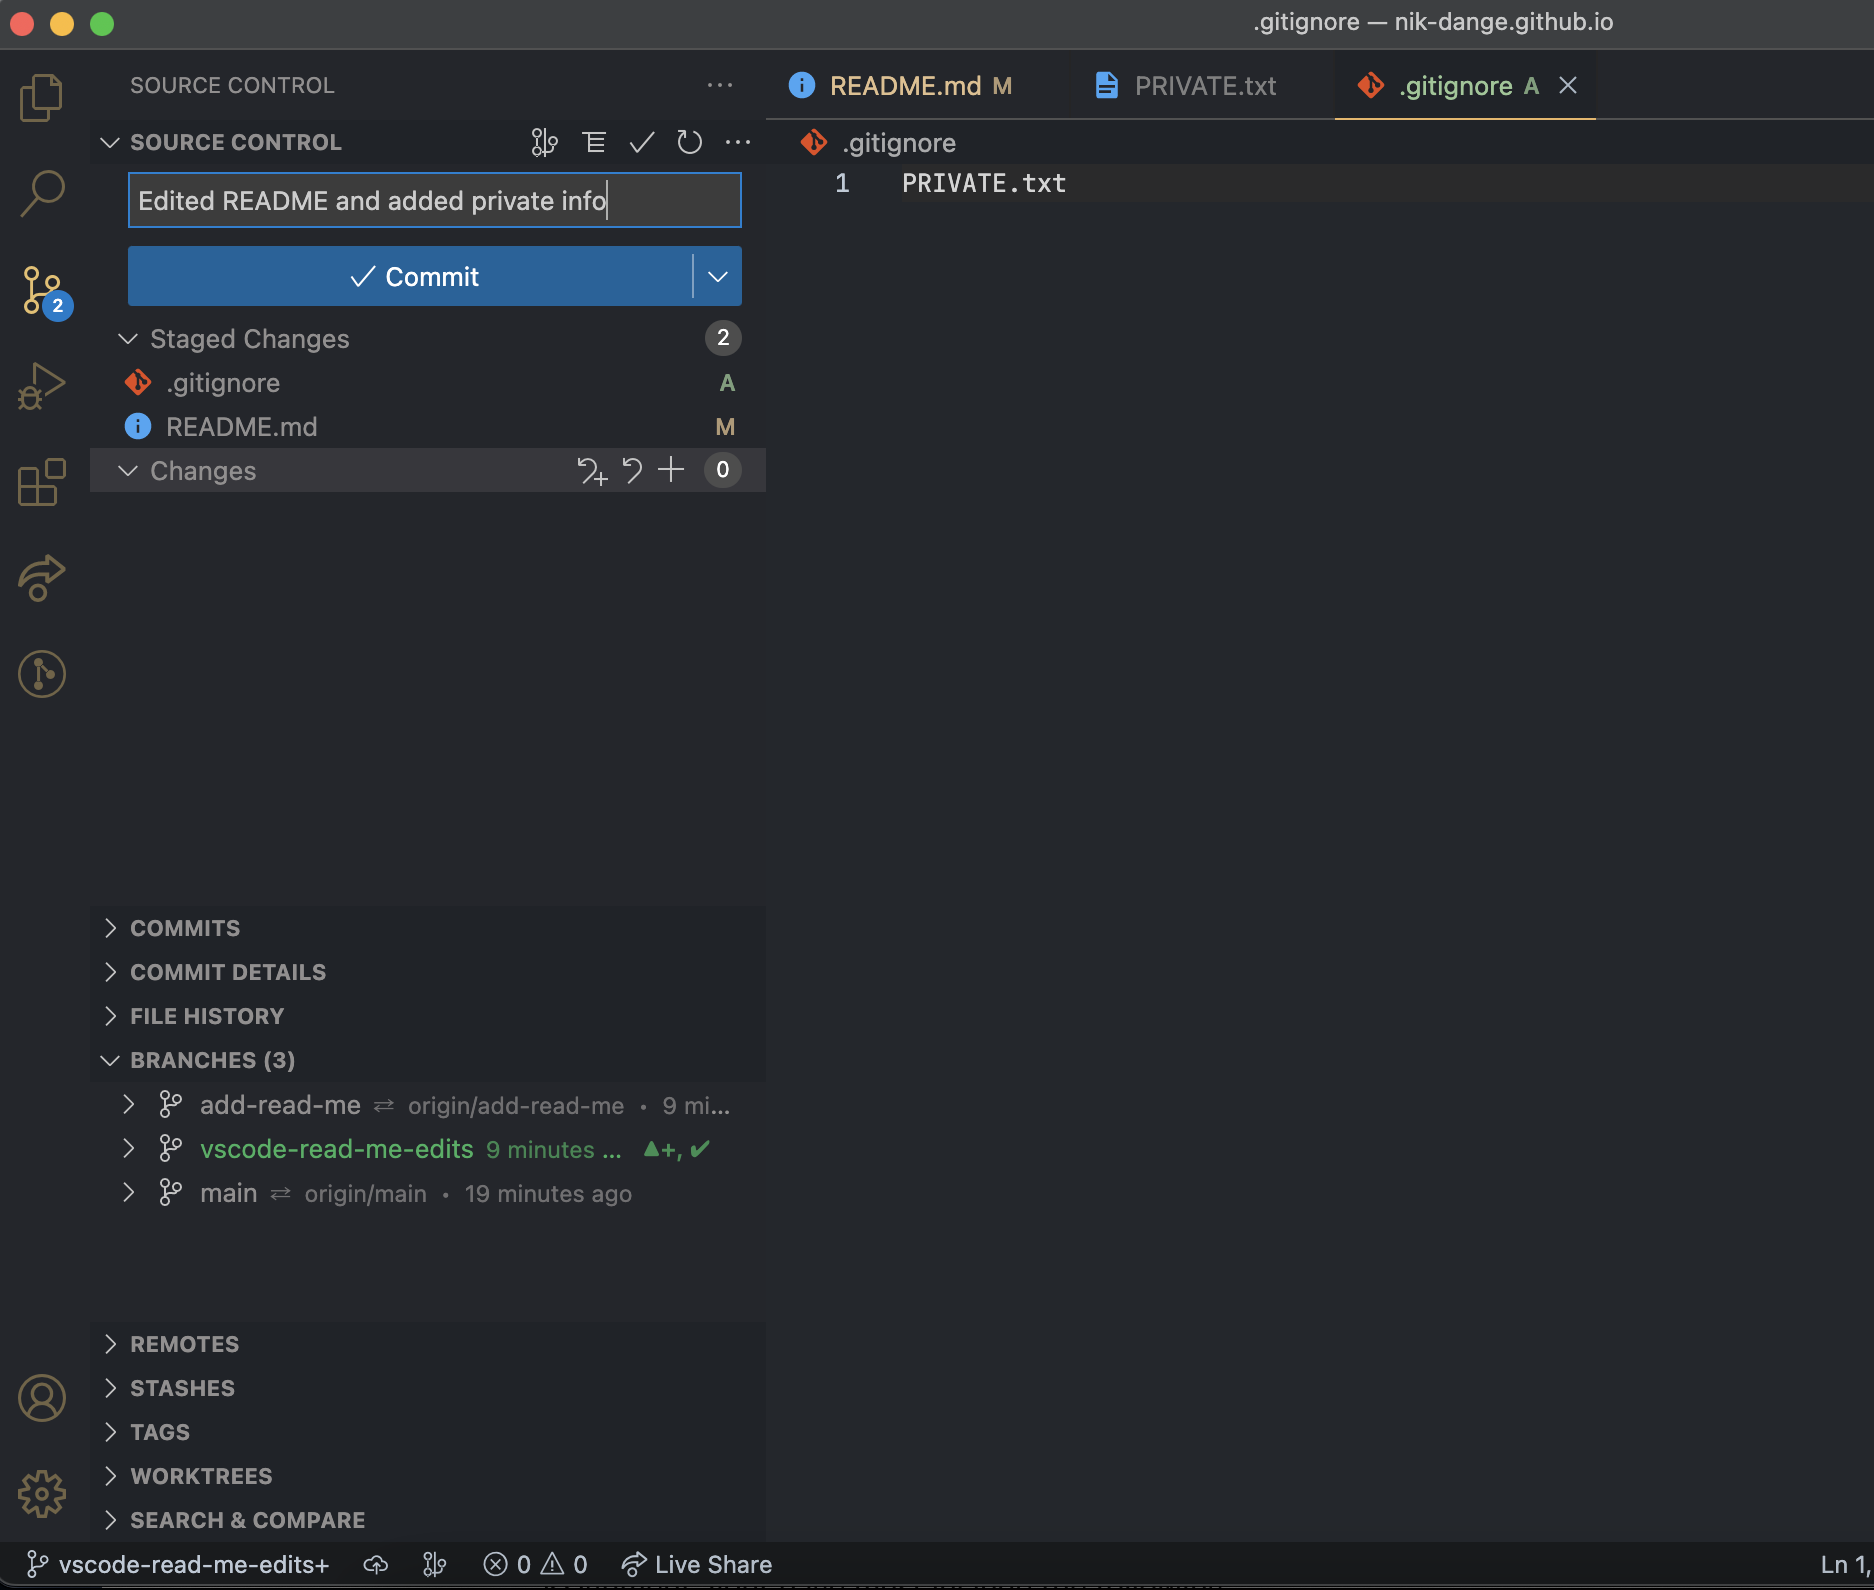 .gitignore — nik-dange.github.io
SOURCE CONTROL
README.md M
PRIVATE.txt
.gitignore A
SOURCE CONTROL
.gitignore
1 PRIVATE.txt
Edited README and added private info
Commit
Staged Changes 2
.gitignore A
README.md M
Changes 0
2
COMMITS
COMMIT DETAILS
FILE HISTORY
BRANCHES (3)
add-read-me origin/add-read-me • 9 mi...
vscode-read-me-edits 9 minutes ... ▲+, ✔
main origin/main • 19 minutes ago
REMOTES
STASHES
TAGS
WORKTREES
SEARCH & COMPARE
vscode-read-me-edits+ 0 0 Live Share Ln 1,